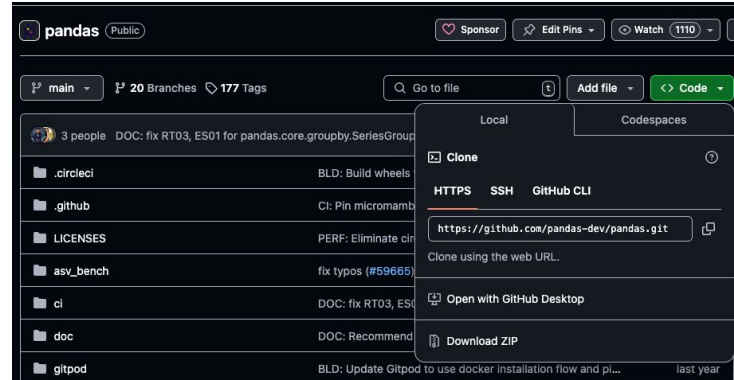 pandas Public Sponsor Edit Pins Watch 1110
main 20 Branches 177 Tags Go to file t Add file <> Code
Local Codespaces
3 people DOC: fix RT03, ES01 for pandas.core.groupby.SeriesGroup
Clone
.circleci BLD: Build wheels
HTTPS SSH GitHub CLI
.github CI: Pin micromamb
https://github.com/pandas-dev/pandas.git
LICENSES PERF: Eliminate cir
Clone using the web URL.
asv_bench fix typos (#59665)
Open with GitHub Desktop
ci DOC: fix RT03, ES0
doc DOC: Recommend
Download ZIP
gitpod BLD: Update Gitpod to use docker installation flow and pi... last year